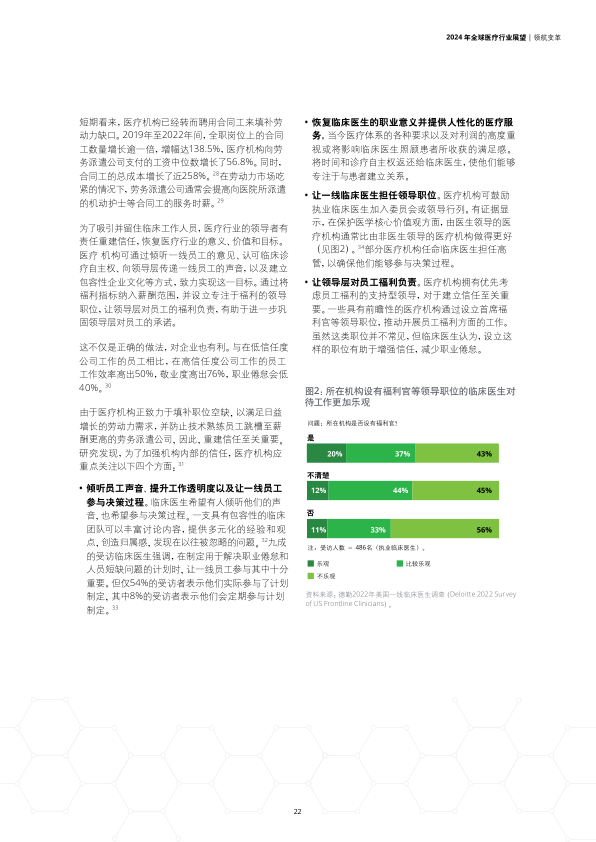 2024 年全球医疗行业展望 | 领航变革
短期看来，医疗机构已经转而聘用合同工来填补劳
动力缺口。2019年至2022年间，全职岗位上的合同
工数量增长逾一倍，增幅达138.5%，医疗机构向劳
务派遣公司支付的工资中位数增长了56.8%。同时，
合同工的总成本增长了近258%。²⁸在劳动力市场吃
紧的情况下，劳务派遣公司通常会提高向医院所派遣
的机动护士等合同工的服务时薪。²⁹
为了吸引并留住临床工作人员，医疗行业的领导者有
责任重建信任，恢复医疗行业的意义、价值和目标。
医疗 机构可通过倾听一线员工的意见、认可临床诊
疗自主权、向领导层传递一线员工的声音，以及建立
包容性企业文化等方式，致力实现这一目标。通过将
福利指标纳入薪酬范围，并设立专注于福利的领导
职位，让领导层对员工的福利负责，有助于进一步巩
固领导层对员工的承诺。
这不仅是正确的做法，对企业也有利。与在低信任度
公司工作的员工相比，在高信任度公司工作的员工
工作效率高出50%，敬业度高出76%，职业倦怠会低
40%。³⁰
由于医疗机构正致力于填补职位空缺，以满足日益
增长的劳动力需求，并防止技术熟练员工跳槽至薪
酬更高的劳务派遣公司，因此，重建信任至关重要。
研究发现，为了加强机构内部的信任，医疗机构应
重点关注以下四个方面：³¹
• 倾听员工声音、提升工作透明度以及让一线员工
参与决策过程。临床医生希望有人倾听他们的声
音，也希望参与决策过程。一支具有包容性的临床
团队可以丰富讨论内容，提供多元化的经验和观
点，创造归属感，发现在以往被忽略的问题。³²九成
的受访临床医生强调，在制定用于解决职业倦怠和
人员短缺问题的计划时，让一线员工参与其中十分
重要。但仅54%的受访者表示他们实际参与了计划
制定，其中8%的受访者表示他们会定期参与计划
制定。³³
• 恢复临床医生的职业意义并提供人性化的医疗服
务。当今医疗体系的各种要求以及对利润的高度重
视或将影响临床医生照顾患者所收获的满足感。
将时间和诊疗自主权返还给临床医生，使他们能够
专注于与患者建立关系。
• 让一线临床医生担任领导职位。医疗机构可鼓励
执业临床医生加入委员会或领导行列。有证据显
示，在保护医学核心价值观方面，由医生领导的医
疗机构通常比由非医生领导的医疗机构做得更好
（见图2）。³⁴部分医疗机构任命临床医生担任高
管，以确保他们能够参与决策过程。
• 让领导层对员工福利负责。医疗机构拥有优先考
虑员工福利的支持型领导，对于建立信任至关重
要。一些具有前瞻性的医疗机构通过设立首席福
利官等领导职位，推动开展员工福利方面的工作。
虽然这类职位并不常见，但临床医生认为，设立这
样的职位有助于增强信任，减少职业倦怠。
图2：所在机构设有福利官等领导职位的临床医生对
待工作更加乐观
问题：所在机构是否设有福利官？
是
20% 37% 43%
不清楚
12% 44% 45%
否
11% 33% 56%
注：受访人数 = 486名（执业临床医生）。
乐观 比较乐观
不乐观
资料来源：德勤2022年美国一线临床医生调查 (Deloitte 2022 Survey
of US Frontline Clinicians) 。
22